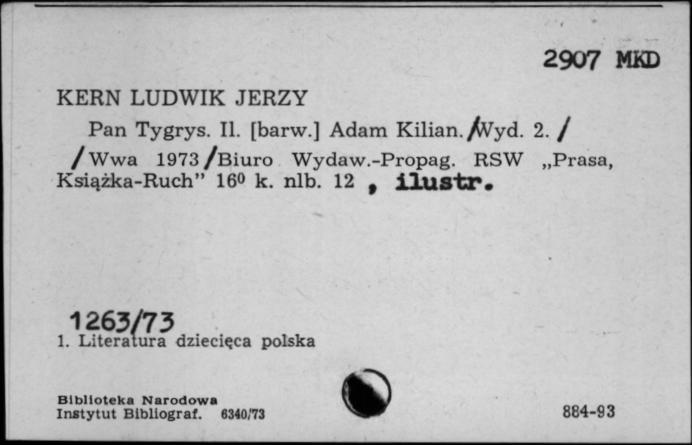 2907 MKD
KERN LUDWIK JERZY
Pan Tygrys. Il. [barw.] Adam Kilian. /Wyd. 2. /
/ Wwa 1973 / Biuro Wydaw.-Propag. RSW „Prasa,
Książka-Ruch” 16⁰ k. nlb. 12 , ilustr.
1263/73
1. Literatura dziecięca polska
Biblioteka Narodowa
Instytut Bibliograf. 6340/73
884-93